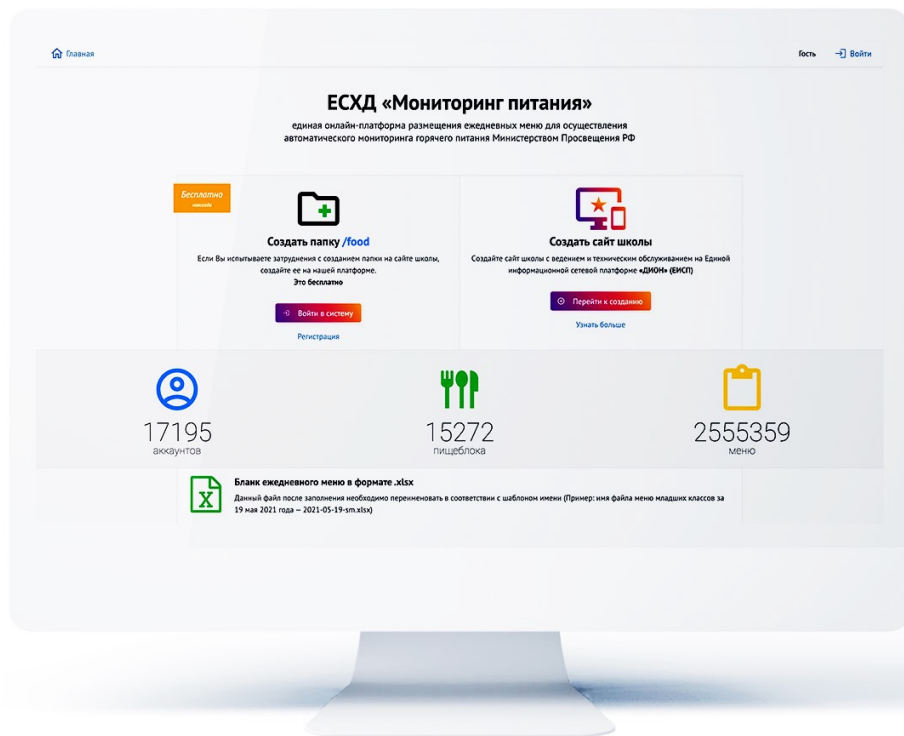 Главная
Гость
Войти
ЕСХД «Мониторинг питания»
единая онлайн-платформа размещения ежедневных меню для осуществления
автоматического мониторинга горячего питания Министерством Просвещения РФ
Бесплатно
навсегда
Создать папку /food
Если Вы испытываете затруднения с созданием папки на сайте школы,
создайте ее на нашей платформе.
Это бесплатно
Войти в систему
Регистрация
Создать сайт школы
Создайте сайт школы с ведением и техническим обслуживанием на Единой
информационной сетевой платформе «ДИОН» (ЕИСП)
Перейти к созданию
Узнать больше
17195
аккаунтов
15272
пищеблока
2555359
меню
X
Бланк ежедневного меню в формате .xlsx
Данный файл после заполнения необходимо переименовать в соответствии с шаблоном имени (Пример: имя файла меню младших классов за
19 мая 2021 года — 2021-05-19-sm.xlsx)